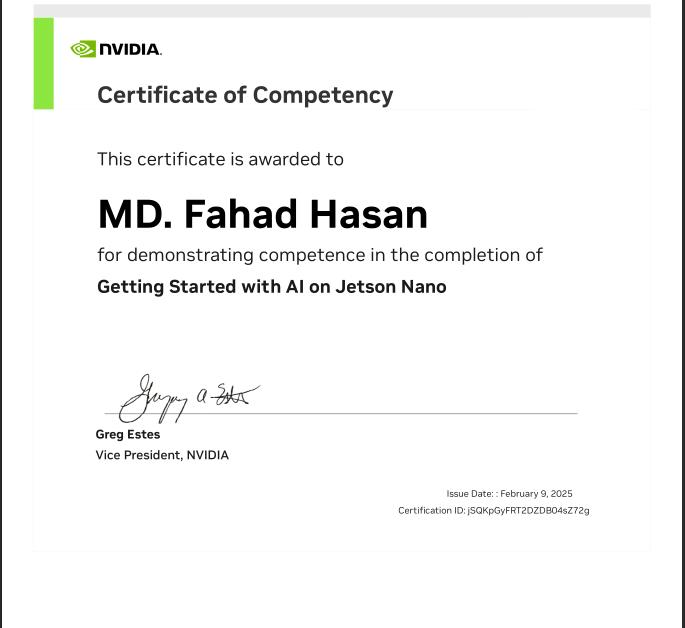 NVIDIA.
Certificate of Competency
This certificate is awarded to
MD. Fahad Hasan
for demonstrating competence in the completion of
Getting Started with AI on Jetson Nano
Greg Estes
Vice President, NVIDIA
Issue Date: : February 9, 2025
Certification ID: jSQKpGyFRT2DZDB04sZ72g